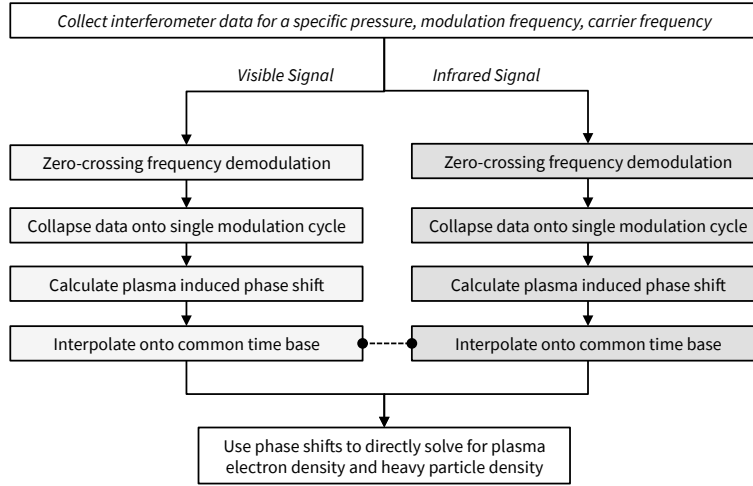 Collect interferometer data for a specific pressure, modulation frequency, carrier frequency
Visible Signal
Infrared Signal
Zero-crossing frequency demodulation
Zero-crossing frequency demodulation
Collapse data onto single modulation cycle
Collapse data onto single modulation cycle
Calculate plasma induced phase shift
Calculate plasma induced phase shift
Interpolate onto common time base
Interpolate onto common time base
Use phase shifts to directly solve for plasma
electron density and heavy particle density